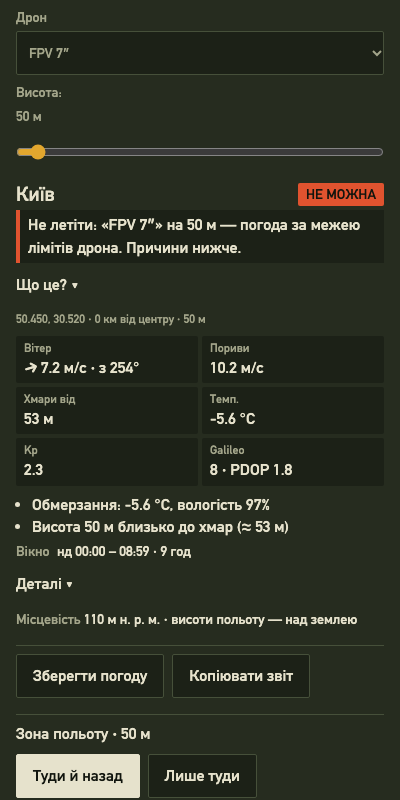 Дрон
FPV 7″
Висота:
50 м
Київ
НЕ МОЖНА
Не летіти: «FPV 7″» на 50 м — погода за межею
лімітів дрона. Причини нижче.
Що це? ▾
50.450, 30.520 · 0 км від центру · 50 м
Вітер
➔ 7.2 м/с · з 254°
Пориви
10.2 м/с
Хмари від
53 м
Темп.
-5.6 °C
Kp
2.3
Galileo
8 · PDOP 1.8
• Обмерзання: -5.6 °C, вологість 97%
• Висота 50 м близько до хмар (≈ 53 м)
Вікно нд 00:00 – 08:59 · 9 год
Деталі ▾
Місцевість 110 м н. р. м. · висоти польоту — над землею
Зберегти погоду
Копіювати звіт
Зона польоту · 50 м
Туди й назад
Лише туди